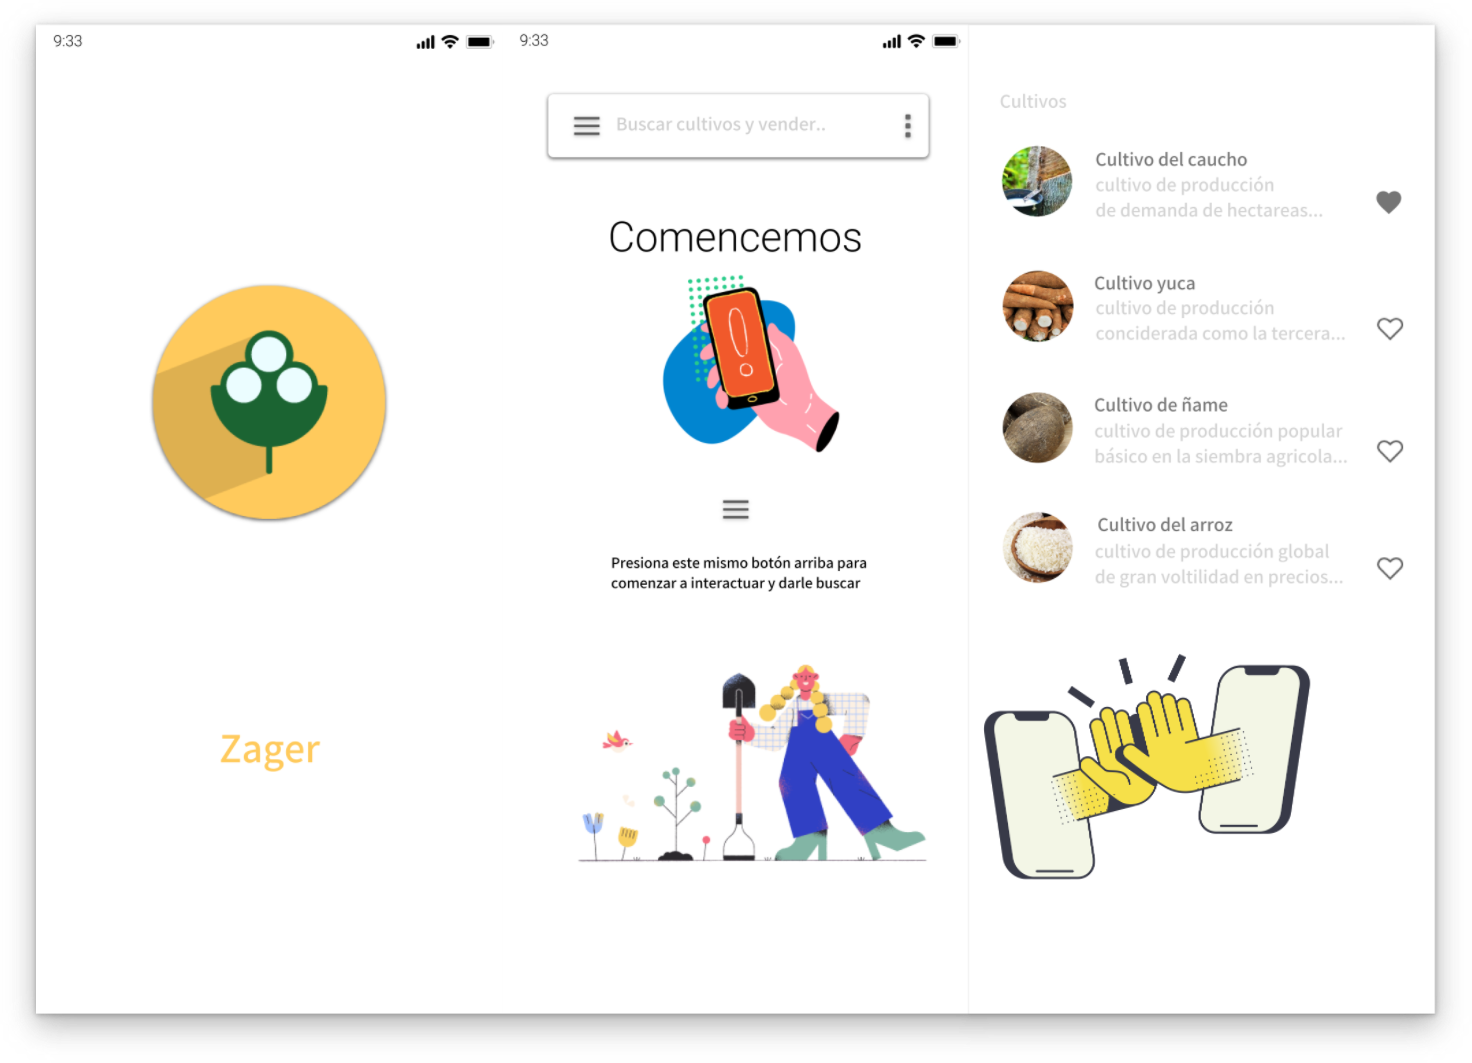 9:33
Zager
9:33
Buscar cultivos y vender..
Comencemos
Presiona este mismo botón arriba para
comenzar a interactuar y darle buscar
Cultivos
Cultivo del caucho
cultivo de producción
de demanda de hectareas...
Cultivo yuca
cultivo de producción
conciderada como la tercera...
Cultivo de ñame
cultivo de producción popular
básico en la siembra agricola...
Cultivo del arroz
cultivo de producción global
de gran voltilidad en precios...